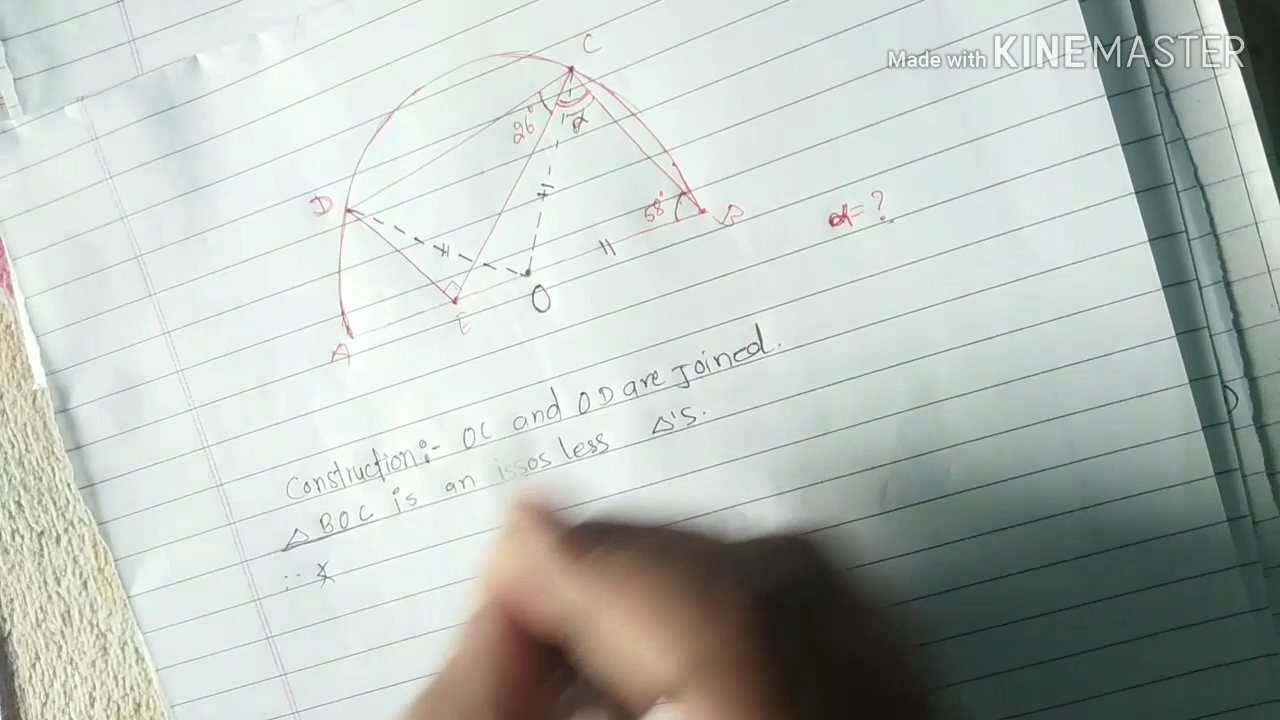 Made with KINEMASTER
C
26°
α
D
58°
B
α = ?
O
E
A
Construction:- OC and OD are joined.
△ BOC is an issos less △'s.
∴